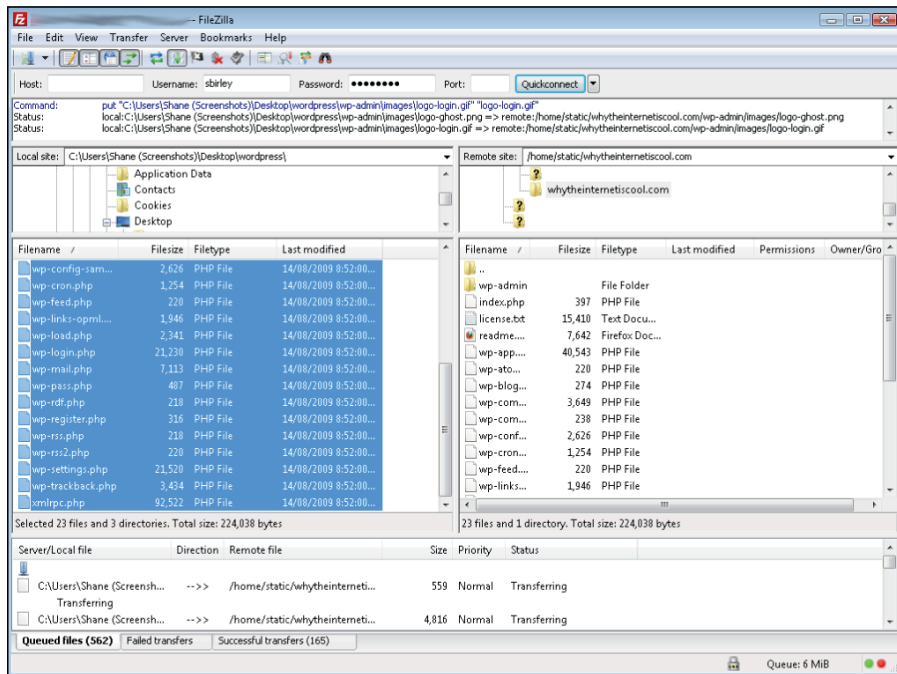 -- FileZilla
File Edit View Transfer Server Bookmarks Help
Host: Username: sbirley Password: ●●●●●●●● Port: Quickconnect
Command: put "C:\Users\Shane (Screenshots)\Desktop\wordpress\wp-admin\images\logo-login.gif" "logo-login.gif"
Status: local:C:\Users\Shane (Screenshots)\Desktop\wordpress\wp-admin\images\logo-ghost.png => remote:/home/static/whytheinternetiscool.com/wp-admin/images/logo-ghost.png
Status: local:C:\Users\Shane (Screenshots)\Desktop\wordpress\wp-admin\images\logo-login.gif => remote:/home/static/whytheinternetiscool.com/wp-admin/images/logo-login.gif
Local site: C:\Users\Shane (Screenshots)\Desktop\wordpress\
Application Data
Contacts
Cookies
Desktop
Remote site: /home/static/whytheinternetiscool.com
whytheinternetiscool.com
Filename / Filesize Filetype Last modified
wp-config-sam... 2,626 PHP File 14/08/2009 8:52:00...
wp-cron.php 1,254 PHP File 14/08/2009 8:52:00...
wp-feed.php 220 PHP File 14/08/2009 8:52:00...
wp-links-opml.... 1,946 PHP File 14/08/2009 8:52:00...
wp-load.php 2,341 PHP File 14/08/2009 8:52:00...
wp-login.php 21,230 PHP File 14/08/2009 8:52:00...
wp-mail.php 7,113 PHP File 14/08/2009 8:52:00...
wp-pass.php 487 PHP File 14/08/2009 8:52:00...
wp-rdf.php 218 PHP File 14/08/2009 8:52:00...
wp-register.php 316 PHP File 14/08/2009 8:52:00...
wp-rss.php 218 PHP File 14/08/2009 8:52:00...
wp-rss2.php 220 PHP File 14/08/2009 8:52:00...
wp-settings.php 21,520 PHP File 14/08/2009 8:52:00...
wp-trackback.php 3,434 PHP File 14/08/2009 8:52:00...
xmlrpc.php 92,522 PHP File 14/08/2009 8:52:00...
Selected 23 files and 3 directories. Total size: 224,038 bytes
Filename / Filesize Filetype Last modified Permissions Owner/Gro
..
wp-admin File Folder
index.php 397 PHP File
license.txt 15,410 Text Docu...
readme.... 7,642 Firefox Doc...
wp-app.... 40,543 PHP File
wp-ato... 220 PHP File
wp-blog... 274 PHP File
wp-com... 3,649 PHP File
wp-com... 238 PHP File
wp-conf... 2,626 PHP File
wp-cron... 1,254 PHP File
wp-feed.... 220 PHP File
wp-links... 1,946 PHP File
23 files and 1 directory. Total size: 224,038 bytes
Server/Local file Direction Remote file Size Priority Status
C:\Users\Shane (Screensh... -->> /home/static/whytheinterneti... 559 Normal Transferring
Transferring
C:\Users\Shane (Screensh... -->> /home/static/whytheinterneti... 4,816 Normal Transferring
Queued files (562) Failed transfers Successful transfers (165)
Queue: 6 MiB